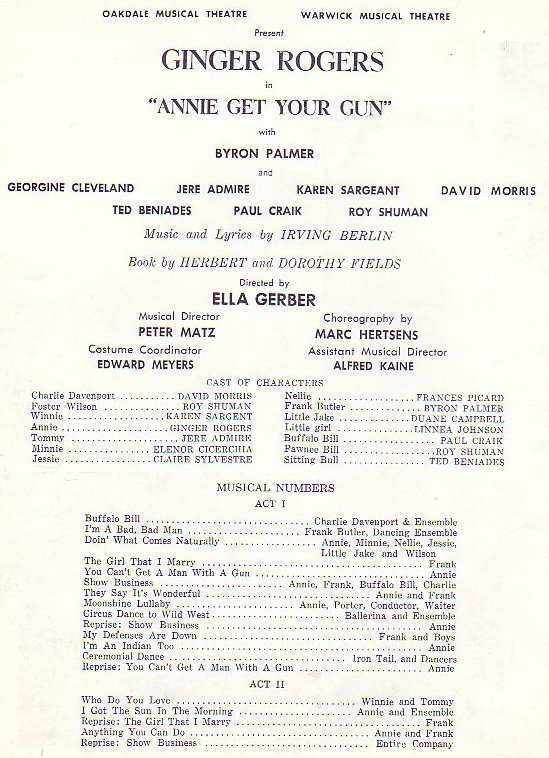 OAKDALE MUSICAL THEATRE WARWICK MUSICAL THEATRE
Present
GINGER ROGERS
in
"ANNIE GET YOUR GUN"
with
BYRON PALMER
and
GEORGINE CLEVELAND JERE ADMIRE KAREN SARGEANT DAVID MORRIS
TED BENIADES PAUL CRAIK ROY SHUMAN
Music and Lyrics by IRVING BERLIN
Book by HERBERT and DOROTHY FIELDS
Directed by
ELLA GERBER
Musical Director Choreography by
PETER MATZ MARC HERTSENS
Costume Coordinator Assistant Musical Director
EDWARD MEYERS ALFRED KAINE
CAST OF CHARACTERS
Charlie Davenport ........... DAVID MORRIS
Foster Wilson ............... ROY SHUMAN
Winnie .................. KAREN SARGENT
Annie ................... GINGER ROGERS
Tommy ................... JERE ADMIRE
Minnie ............... ELENOR CICERCHIA
Jessie ............... CLAIRE SYLVESTRE
Nellie .................. FRANCES PICARD
Frank Butler ............. BYRON PALMER
Little Jake ............. DUANE CAMPBELL
Little girl .............. LINNEA JOHNSON
Buffalo Bill ................. PAUL CRAIK
Pawnee Bill ................ ROY SHUMAN
Sitting Bull .............. TED BENIADES
MUSICAL NUMBERS
ACT I
Buffalo Bill ................................ Charlie Davenport & Ensemble
I'm A Bad, Bad Man .................... Frank Butler, Dancing Ensemble
Doin' What Comes Naturally ................ Annie, Minnie, Nellie, Jessie,
Little Jake and Wilson
The Girl That I Marry ........................................ Frank
You Can't Get A Man With A Gun .............................. Annie
Show Business ...................... Annie, Frank, Buffalo Bill, Charlie
They Say It's Wonderful ............................. Annie and Frank
Moonshine Lullaby ..................... Annie, Porter, Conductor, Waiter
Circus Dance to Wild West ...................... Ballerina and Ensemble
Reprise: Show Business ....................................... Annie
My Defenses Are Down ............................... Frank and Boys
I'm An Indian Too ........................................... Annie
Ceremonial Dance .............................. Iron Tail, and Dancers
Reprise: You Can't Get A Man With A Gun ....................... Annie
ACT II
Who Do You Love ................................. Winnie and Tommy
I Got The Sun In The Morning ..................... Annie and Ensemble
Reprise: The Girl That I Marry ................................ Frank
Anything You Can Do ................................ Annie and Frank
Reprise: Show Business .............................. Entire Company